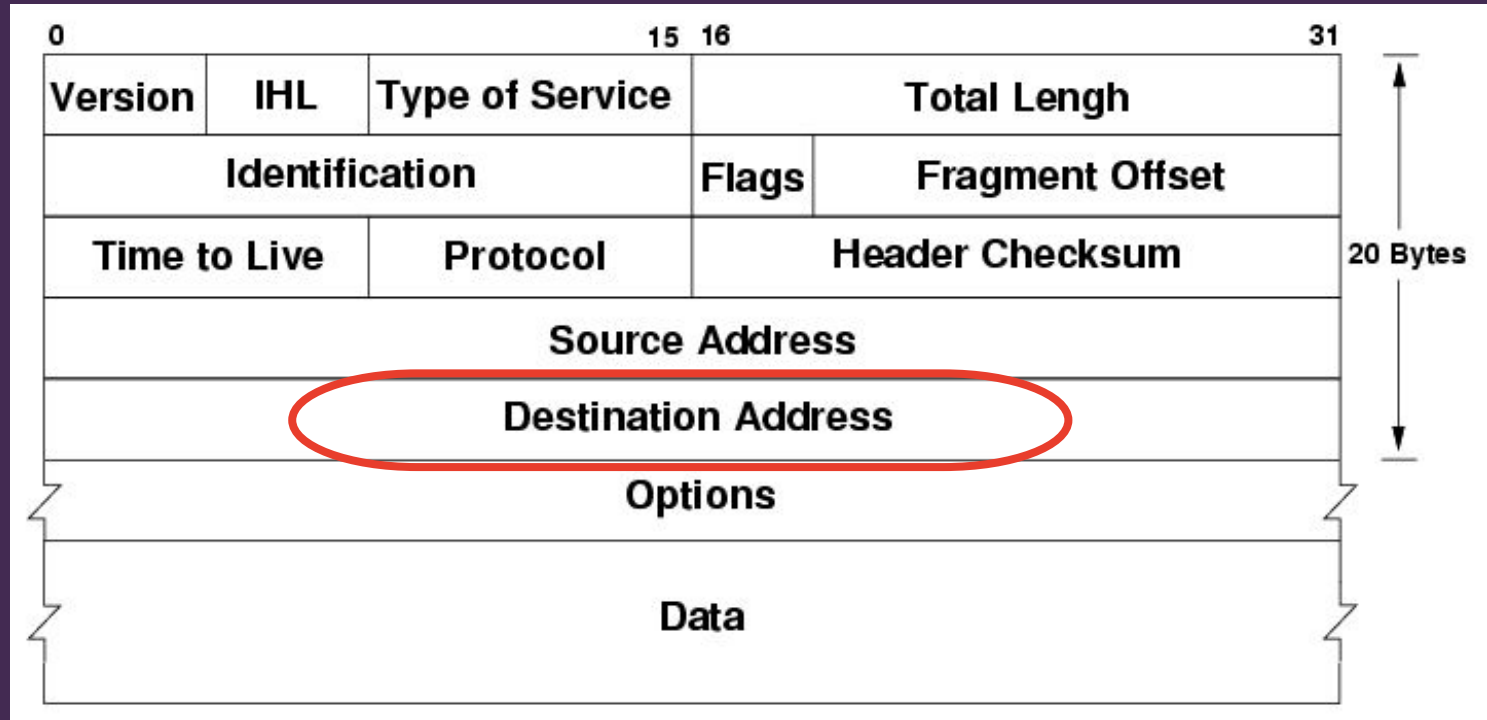 0 15 16 31
Version IHL Type of Service Total Lengh
Identification Flags Fragment Offset
Time to Live Protocol Header Checksum 20 Bytes
Source Address
Destination Address
Options
Data